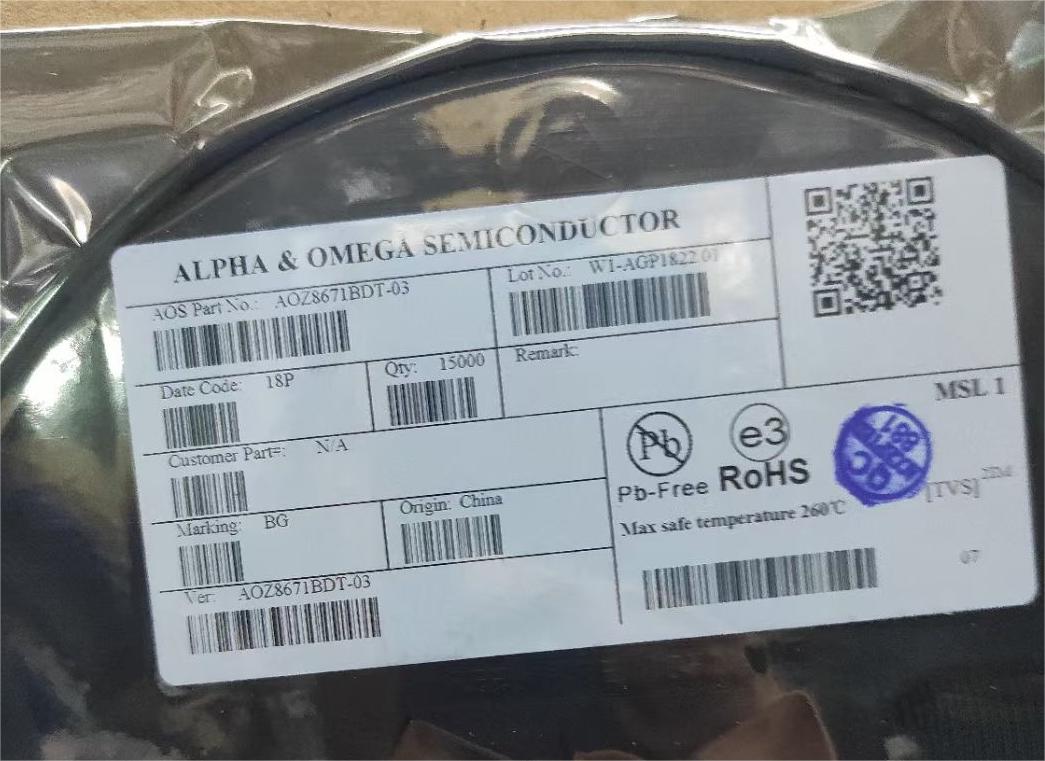 ALPHA & OMEGA SEMICONDUCTOR
AOS Part No.: AOZ8671BDT-03
Lot No.: W1-AGP1822.01
Date Code: 18P
Qty: 15000
Remark:
MSL 1
Customer Part#: N/A
Pb
e3
Pb-Free RoHS
[TVS]
Marking: BG
Origin: China
Max safe temperature 260℃
07
Ver: AOZ8671BDT-03